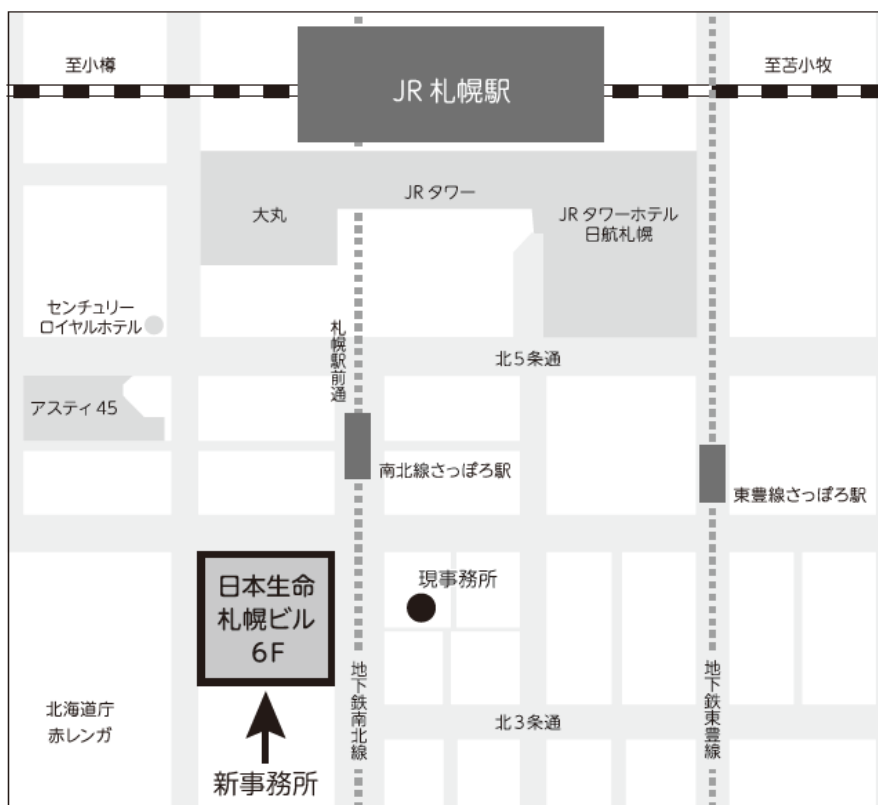 至小樽
JR 札幌駅
至苫小牧
大丸
JR タワー
JR タワーホテル
日航札幌
センチュリー
ロイヤルホテル
札幌駅前通
北5条通
アスティ 45
南北線さっぽろ駅
東豊線さっぽろ駅
日本生命
札幌ビル
6F
現事務所
地下鉄南北線
地下鉄東豊線
北海道庁
赤レンガ
北3条通
新事務所